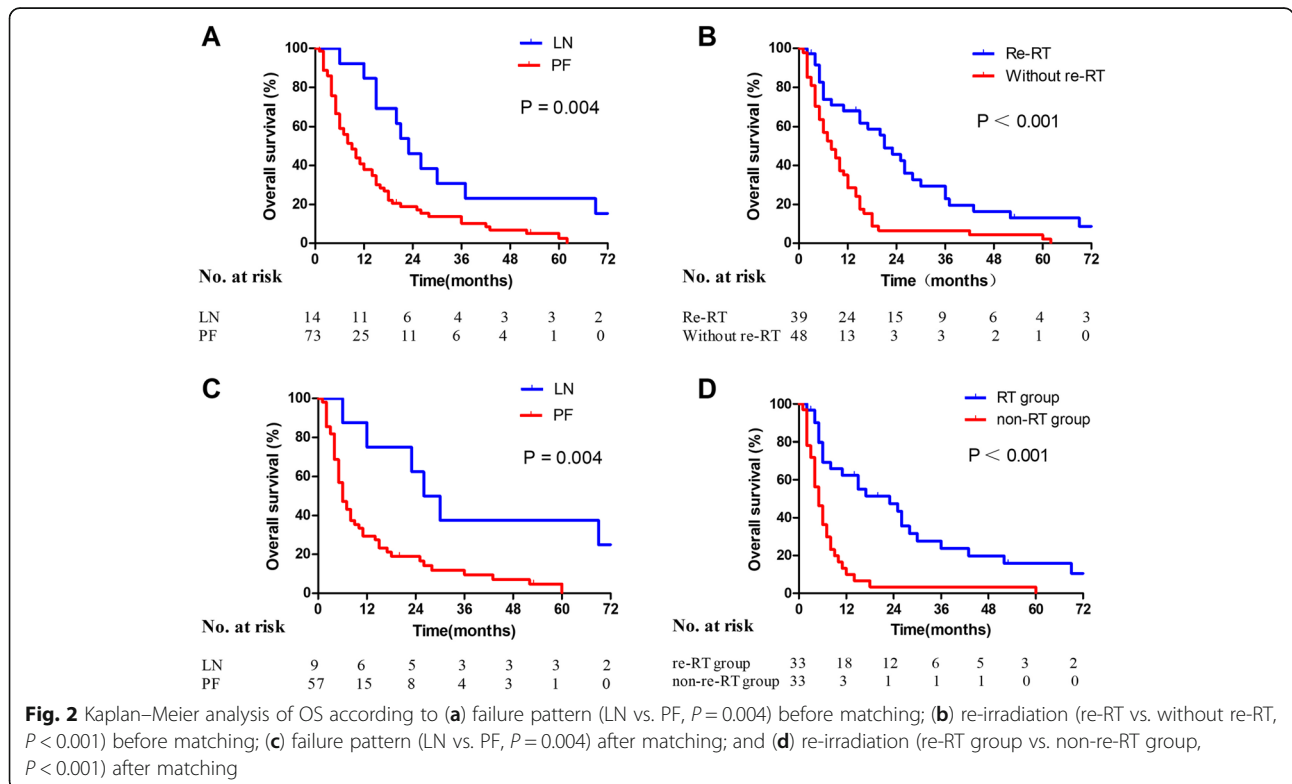 A
LN
PF
P = 0.004
Overall survival (%)
100
80
60
40
20
0
0 12 24 36 48 60 72
Time(months)
No. at risk
LN 14 11 6 4 3 3 2
PF 73 25 11 6 4 1 0
B
Re-RT
Without re-RT
P < 0.001
Overall survival (%)
100
80
60
40
20
0
0 12 24 36 48 60 72
Time（months）
No. at risk
Re-RT 39 24 15 9 6 4 3
Without re-RT 48 13 3 3 2 1 0
C
LN
PF
P = 0.004
Overall survival (%)
100
80
60
40
20
0
0 12 24 36 48 60 72
Time(months)
No. at risk
LN 9 6 5 3 3 3 2
PF 57 15 8 4 3 1 0
D
RT group
non-RT group
P < 0.001
Overall survival (%)
100
80
60
40
20
0
0 12 24 36 48 60 72
Time(months)
No. at risk
re-RT group 33 18 12 6 5 3 2
non-re-RT group 33 3 1 1 1 0 0
Fig. 2 Kaplan–Meier analysis of OS according to (a) failure pattern (LN vs. PF, P = 0.004) before matching; (b) re-irradiation (re-RT vs. without re-RT,
P < 0.001) before matching; (c) failure pattern (LN vs. PF, P = 0.004) after matching; and (d) re-irradiation (re-RT group vs. non-re-RT group,
P < 0.001) after matching